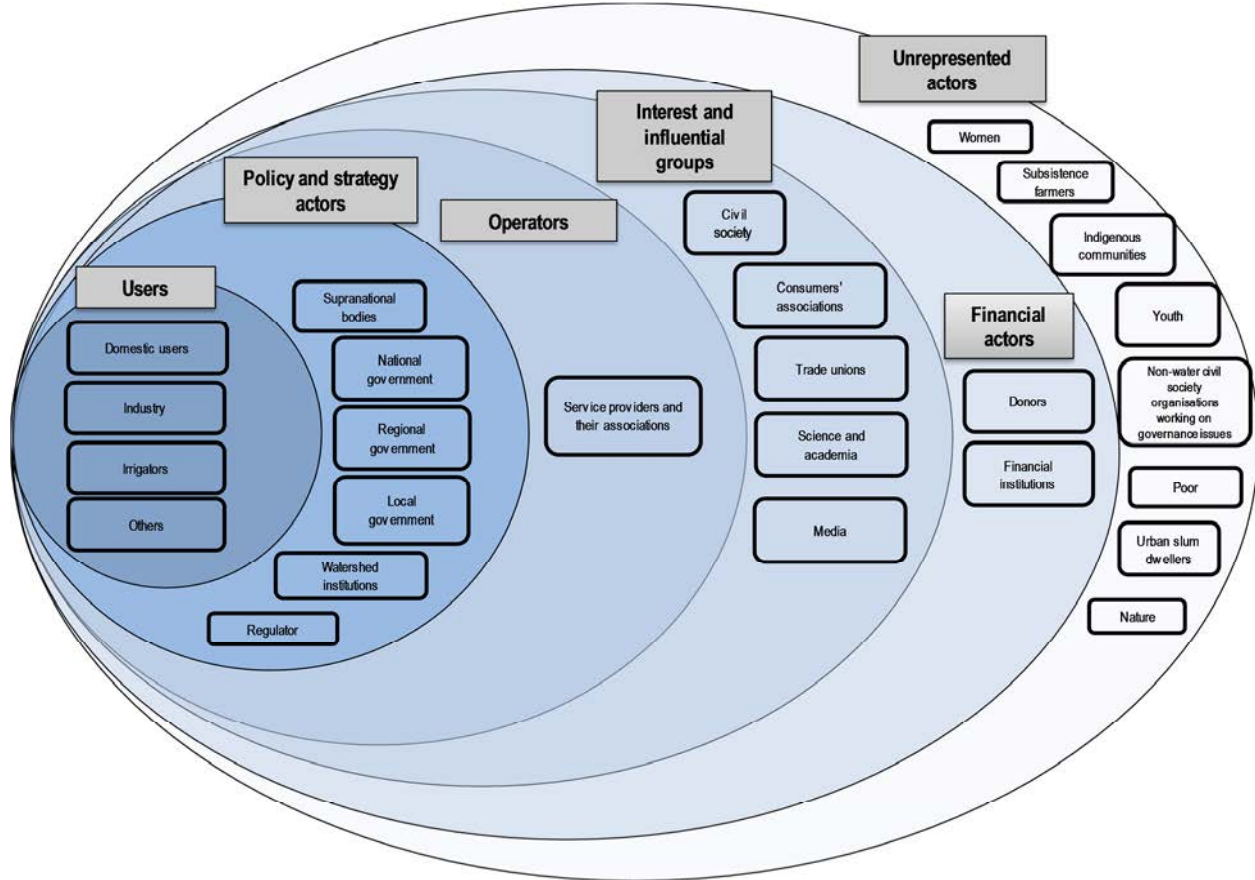 Users
Domestic users
Industry
Irrigators
Others
Policy and strategy
actors
Supranational
bodies
National
government
Regional
government
Local
government
Watershed
institutions
Regulator
Operators
Service providers and
their associations
Interest and
influential
groups
Civil
society
Consumers'
associations
Trade unions
Science and
academia
Media
Financial
actors
Donors
Financial
institutions
Unrepresented
actors
Women
Subsistence
farmers
Indigenous
communities
Youth
Non-water civil
society
organisations
working on
governance issues
Poor
Urban slum
dwellers
Nature